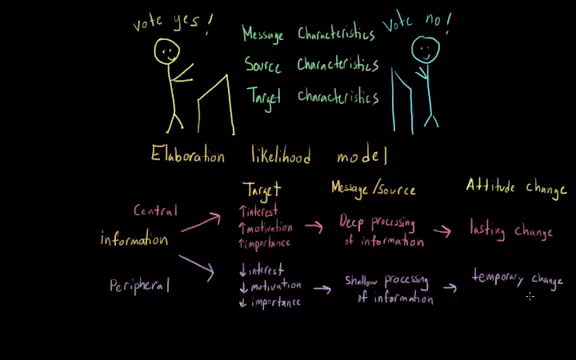 vote yes!
Vote no!
Message Characteristics
Source Characteristics
Target Characteristics
Elaboration likelihood model
Target
Message/Source
Attitude change
Central
↑interest
↑motivation
↑importance
Deep processing
of information
lasting change
information
Peripheral
↓interest
↓motivation
↓importance
shallow processing
of information
temporary change